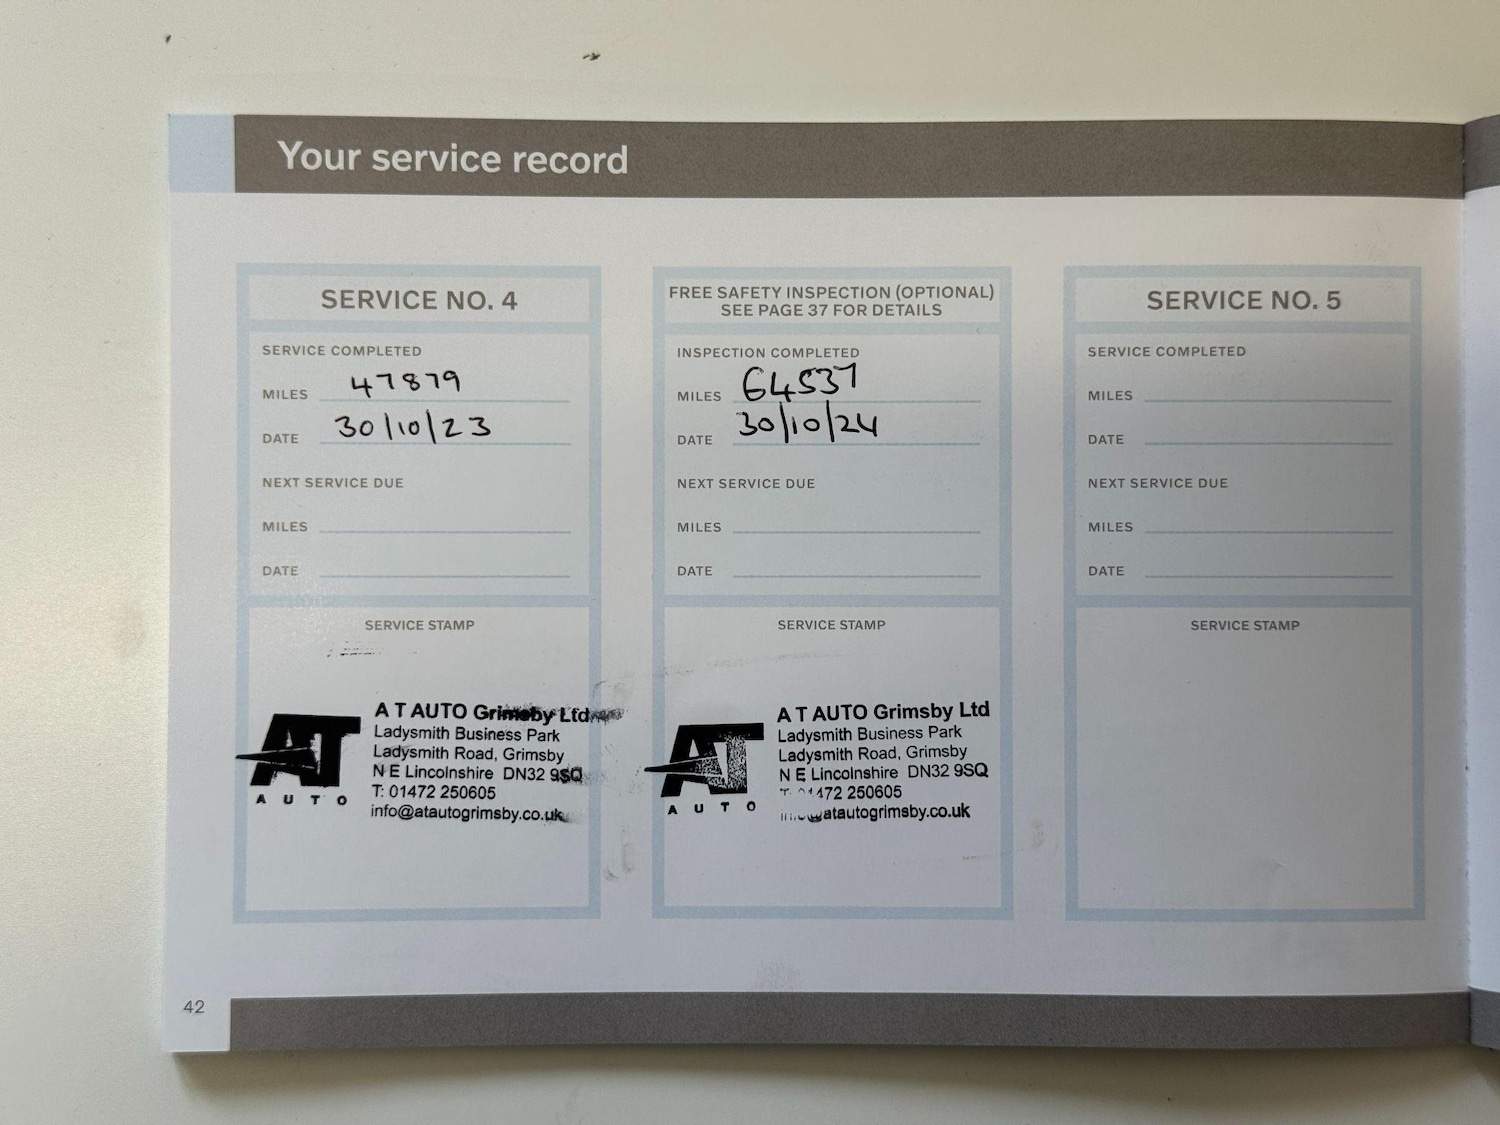 Your service record
SERVICE NO. 4
SERVICE COMPLETED
MILES 47879
DATE 30/10/23
NEXT SERVICE DUE
MILES
DATE
SERVICE STAMP
AT
AUTO
A T AUTO Grimsby Ltd
Ladysmith Business Park
Ladysmith Road, Grimsby
N E Lincolnshire DN32 9SQ
T: 01472 250605
info@atautogrimsby.co.uk
FREE SAFETY INSPECTION (OPTIONAL)
SEE PAGE 37 FOR DETAILS
INSPECTION COMPLETED
MILES 64537
DATE 30/10/24
NEXT SERVICE DUE
MILES
DATE
SERVICE STAMP
AT
AUTO
A T AUTO Grimsby Ltd
Ladysmith Business Park
Ladysmith Road, Grimsby
N E Lincolnshire DN32 9SQ
T: 01472 250605
info@atautogrimsby.co.uk
SERVICE NO. 5
SERVICE COMPLETED
MILES
DATE
NEXT SERVICE DUE
MILES
DATE
SERVICE STAMP
42